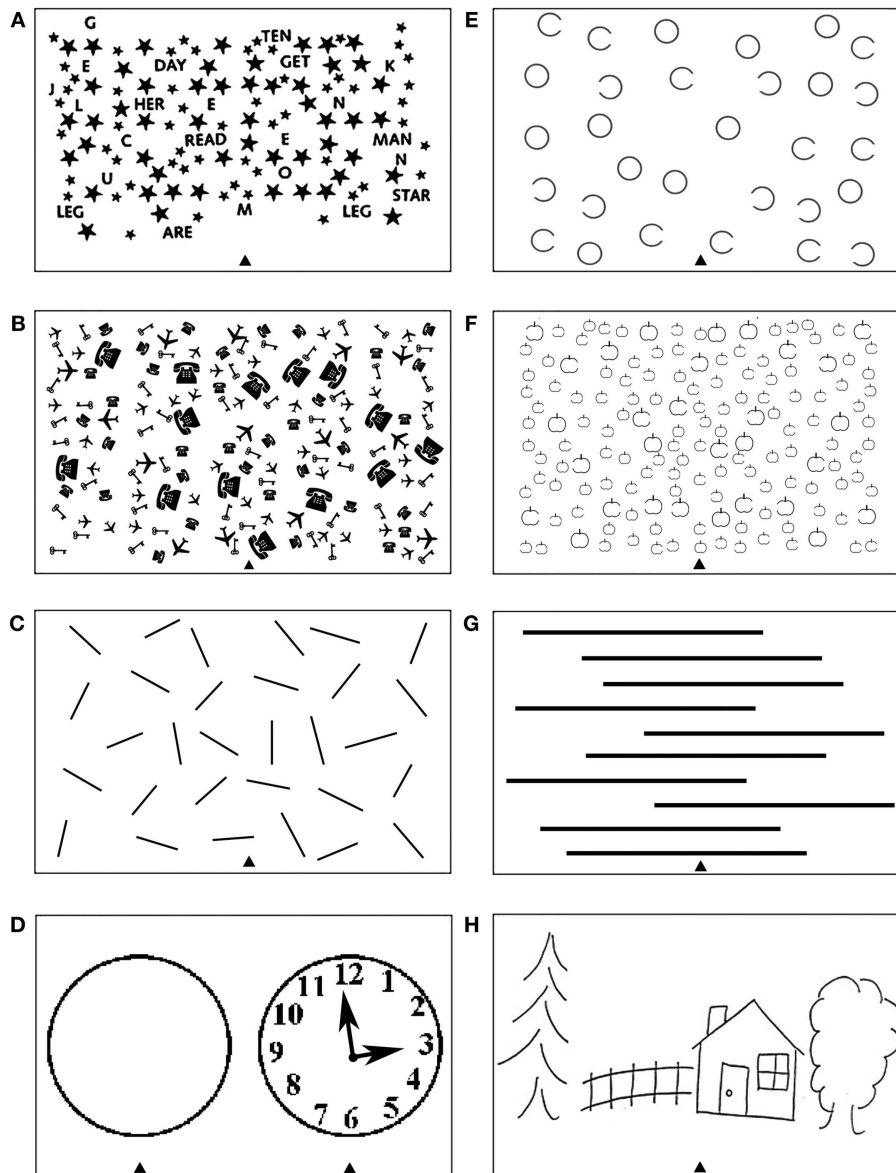 A
G
TEN
E DAY GET K
J
L HER E N
C READ E MAN
N
U O
STAR
LEG M LEG
ARE
E
B
F
C
G
D
12
11 1
10 2
9 3
8 4
7 5
6
H